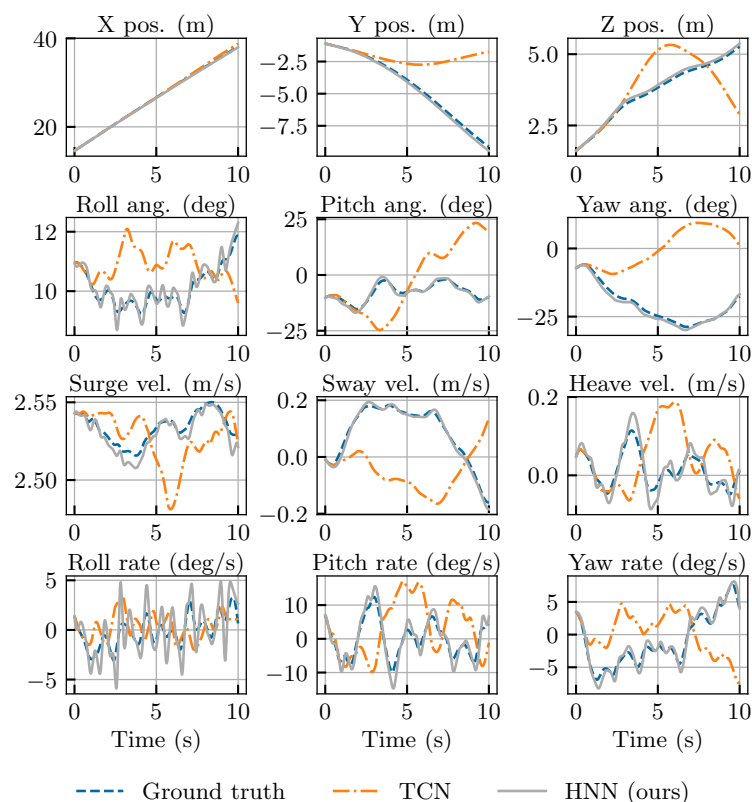 X pos. (m) Y pos. (m) Z pos. (m)
40
20
0 5 10
−2.5
−5.0
−7.5
0 5 10
5.0
2.5
0 5 10
Roll ang. (deg) Pitch ang. (deg) Yaw ang. (deg)
12
10
0 5 10
25
0
−25
0 5 10
0
−25
0 5 10
Surge vel. (m/s) Sway vel. (m/s) Heave vel. (m/s)
2.55
2.50
0 5 10
0.2
0.0
−0.2
0 5 10
0.2
0.0
0 5 10
Roll rate (deg/s) Pitch rate (deg/s) Yaw rate (deg/s)
5
0
−5
0 5 10
10
0
−10
0 5 10
5
0
−5
0 5 10
Time (s) Time (s) Time (s)
Ground truth TCN HNN (ours)